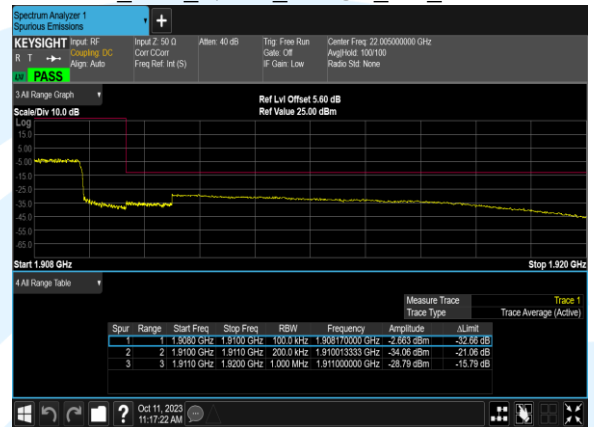 Spectrum Analyzer 1
Spurious Emissions
KEYSIGHT Input: RF Input Z: 50 Ω Atten: 40 dB Trig: Free Run Center Freq: 22.005000000 GHz
R T Coupling: DC Corr CCorr Gate: Off Avg|Hold: 100/100
Align: Auto Freq Ref: Int (S) IF Gain: Low Radio Std: None
LV PASS
3 All Range Graph
Ref Lvl Offset 5.60 dB
Scale/Div 10.0 dB Ref Value 25.00 dBm
Log
15.0
5.00
-5.00
-15.0
-25.0
-35.0
-45.0
-55.0
-65.0
Start 1.908 GHz Stop 1.920 GHz
4 All Range Table
Measure Trace Trace 1
Trace Type Trace Average (Active)
Spur Range Start Freq Stop Freq RBW Frequency Amplitude ΔLimit
1 1 1.9080 GHz 1.9100 GHz 100.0 kHz 1.908170000 GHz -2.663 dBm -32.66 dB
2 2 1.9100 GHz 1.9110 GHz 200.0 kHz 1.910013333 GHz -34.06 dBm -21.06 dB
3 3 1.9110 GHz 1.9200 GHz 1.000 MHz 1.911000000 GHz -28.79 dBm -15.79 dB
Oct 11, 2023
11:17:22 AM